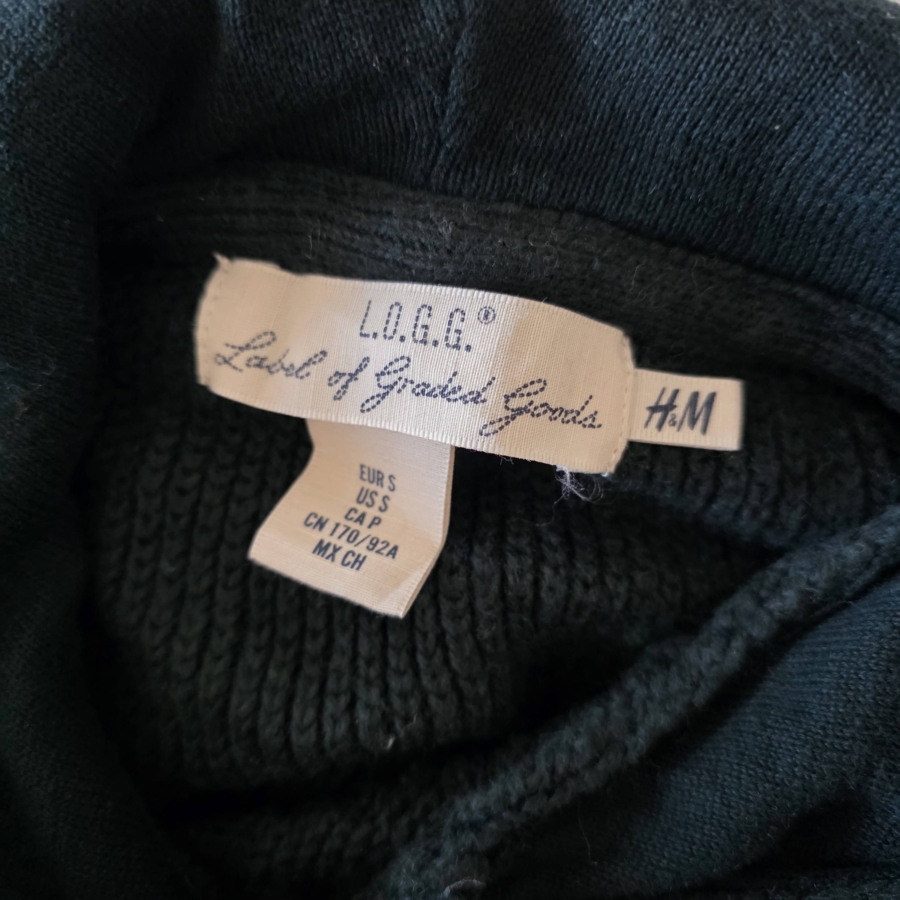 L.O.G.G.®
Label of Graded Goods
H&M
EUR S
US S
CA P
CN 170/92A
MX CH